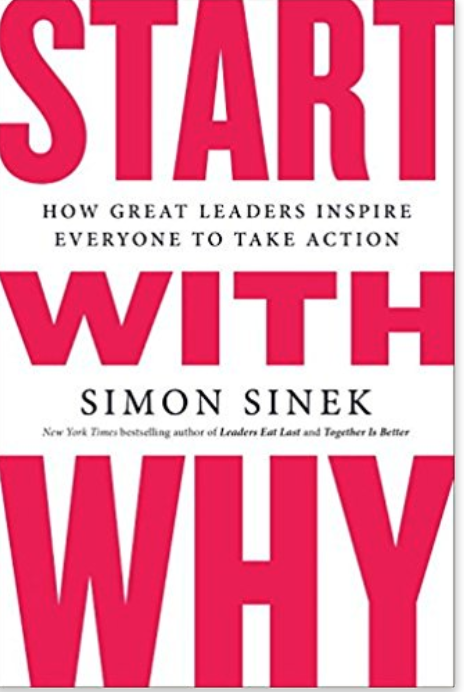 START
HOW GREAT LEADERS INSPIRE
EVERYONE TO TAKE ACTION
WITH
SIMON SINEK
New York Times bestselling author of Leaders Eat Last and Together Is Better
WHY